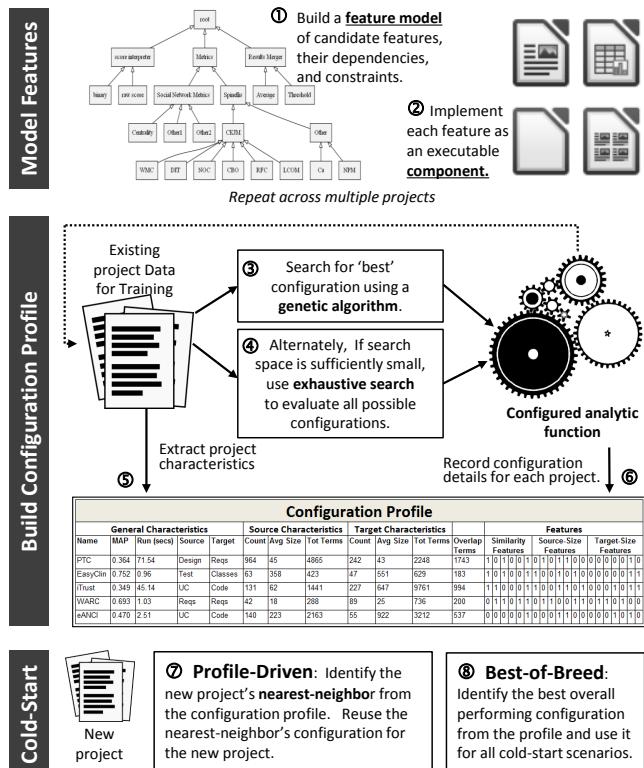 Model Features
root
score interpreter
Metrics
Results Merger
binary
raw score
Social Network Metrics
Spinellis
Average
Threshold
Centrality
Other1
Other2
CKJM
Other
WMC
DIT
NOC
CBO
RFC
LCOM
Ca
NPM
① Build a feature model
of candidate features,
their dependencies,
and constraints.
② Implement
each feature as
an executable
component.
Repeat across multiple projects
Build Configuration Profile
Existing
project Data
for Training
③ Search for ‘best’
configuration using a
genetic algorithm.
④ Alternately, If search
space is sufficiently small,
use exhaustive search
to evaluate all possible
configurations.
Configured analytic
function
⑤ Extract project
characteristics
Record configuration
details for each project. ⑥
Configuration Profile
General Characteristics Source Characteristics Target Characteristics Features
Name MAP Run (secs) Source Target Count Avg Size Tot Terms Count Avg Size Tot Terms Overlap Terms Similarity Features Source-Size Features Target-Size Features
PTC 0.364 71.54 Design Reqs 964 45 4865 242 43 2248 1743
EasyClin 0.752 0.96 Test Classes 63 358 423 47 551 629 183
iTrust 0.349 45.14 UC Code 131 62 1441 227 647 9761 994
WARC 0.693 1.03 Reqs Reqs 42 18 288 89 25 736 200
eANCI 0.470 2.51 UC Code 140 223 2163 55 922 3212 537
Cold-Start
New
project
⑦ Profile-Driven: Identify the
new project’s nearest-neighbor from
the configuration profile. Reuse the
nearest-neighbor’s configuration for
the new project.
⑧ Best-of-Breed:
Identify the best overall
performing configuration
from the profile and use it
for all cold-start scenarios.